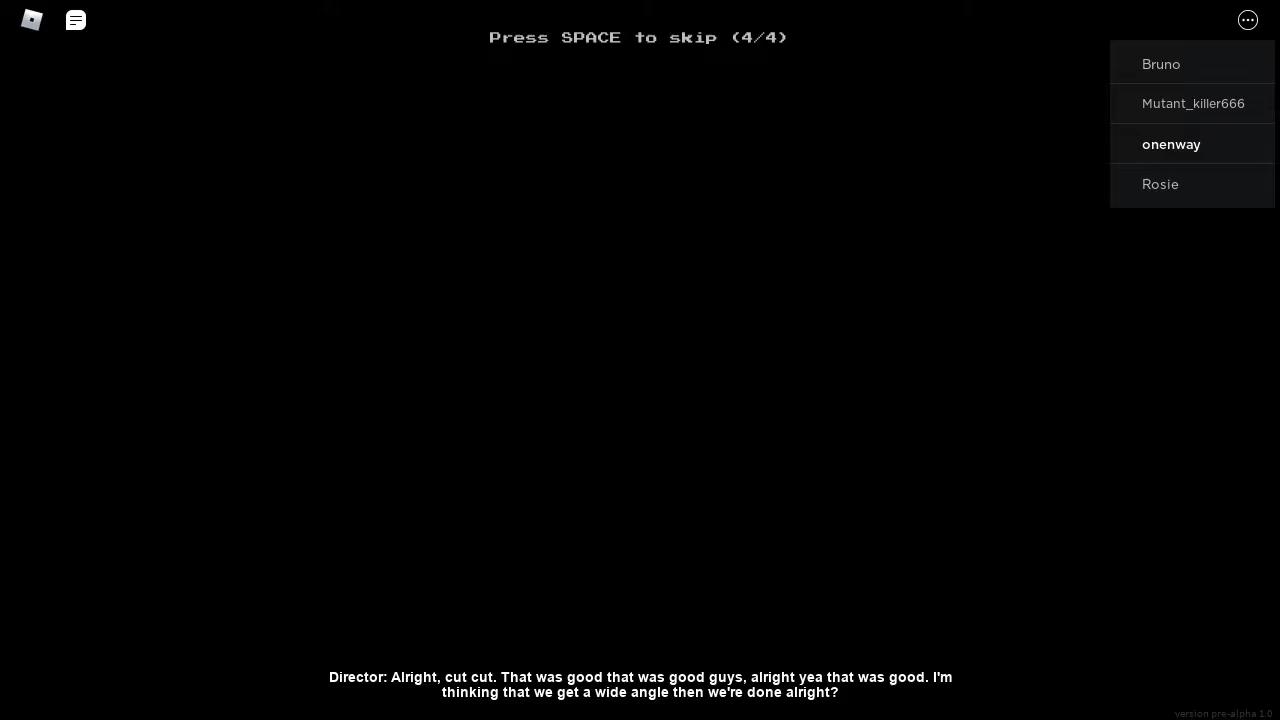 Press SPACE to skip (4/4)
Bruno
Mutant_killer666
onenway
Rosie
Director: Alright, cut cut. That was good that was good guys, alright yea that was good. I'm
thinking that we get a wide angle then we're done alright?
version pre-alpha 1.0